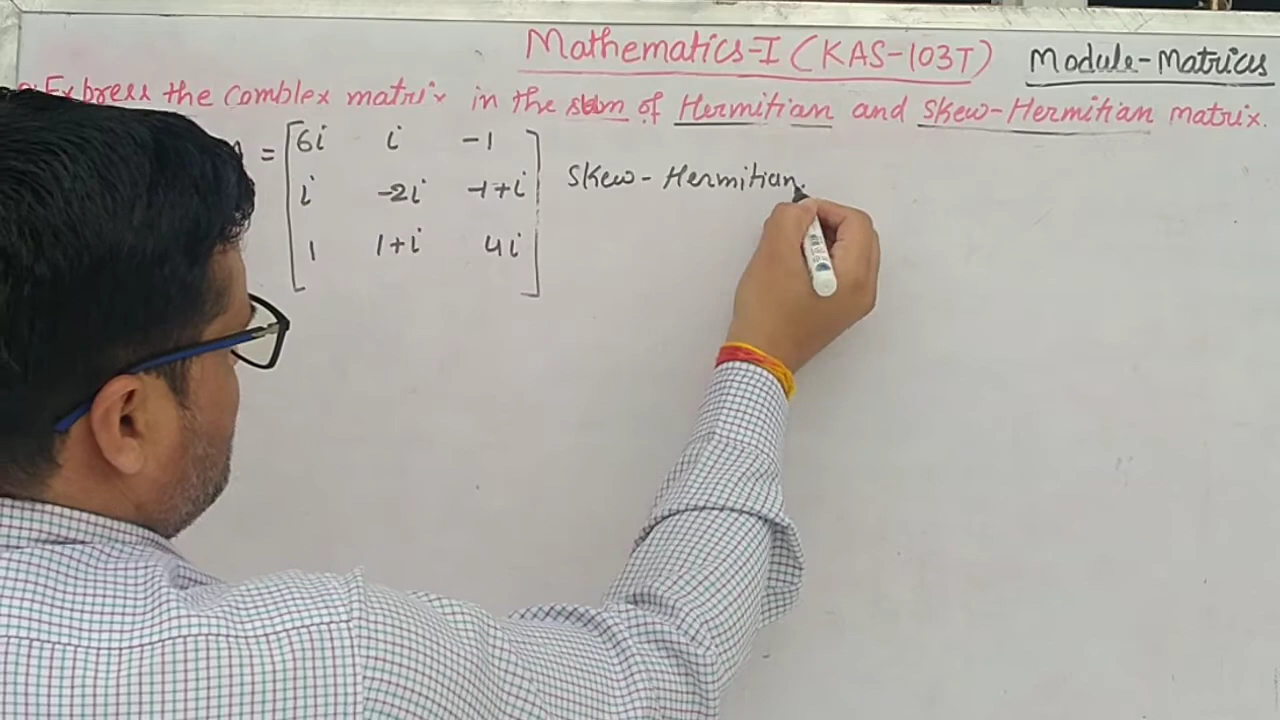 Mathematics-I (KAS-103T) Module-Matrices
Express the complex matrix in the sum of Hermitian and Skew-Hermitian matrix.
= [6i i -1
i -2i -1+i
1 1+i 4i]
Skew-Hermitian